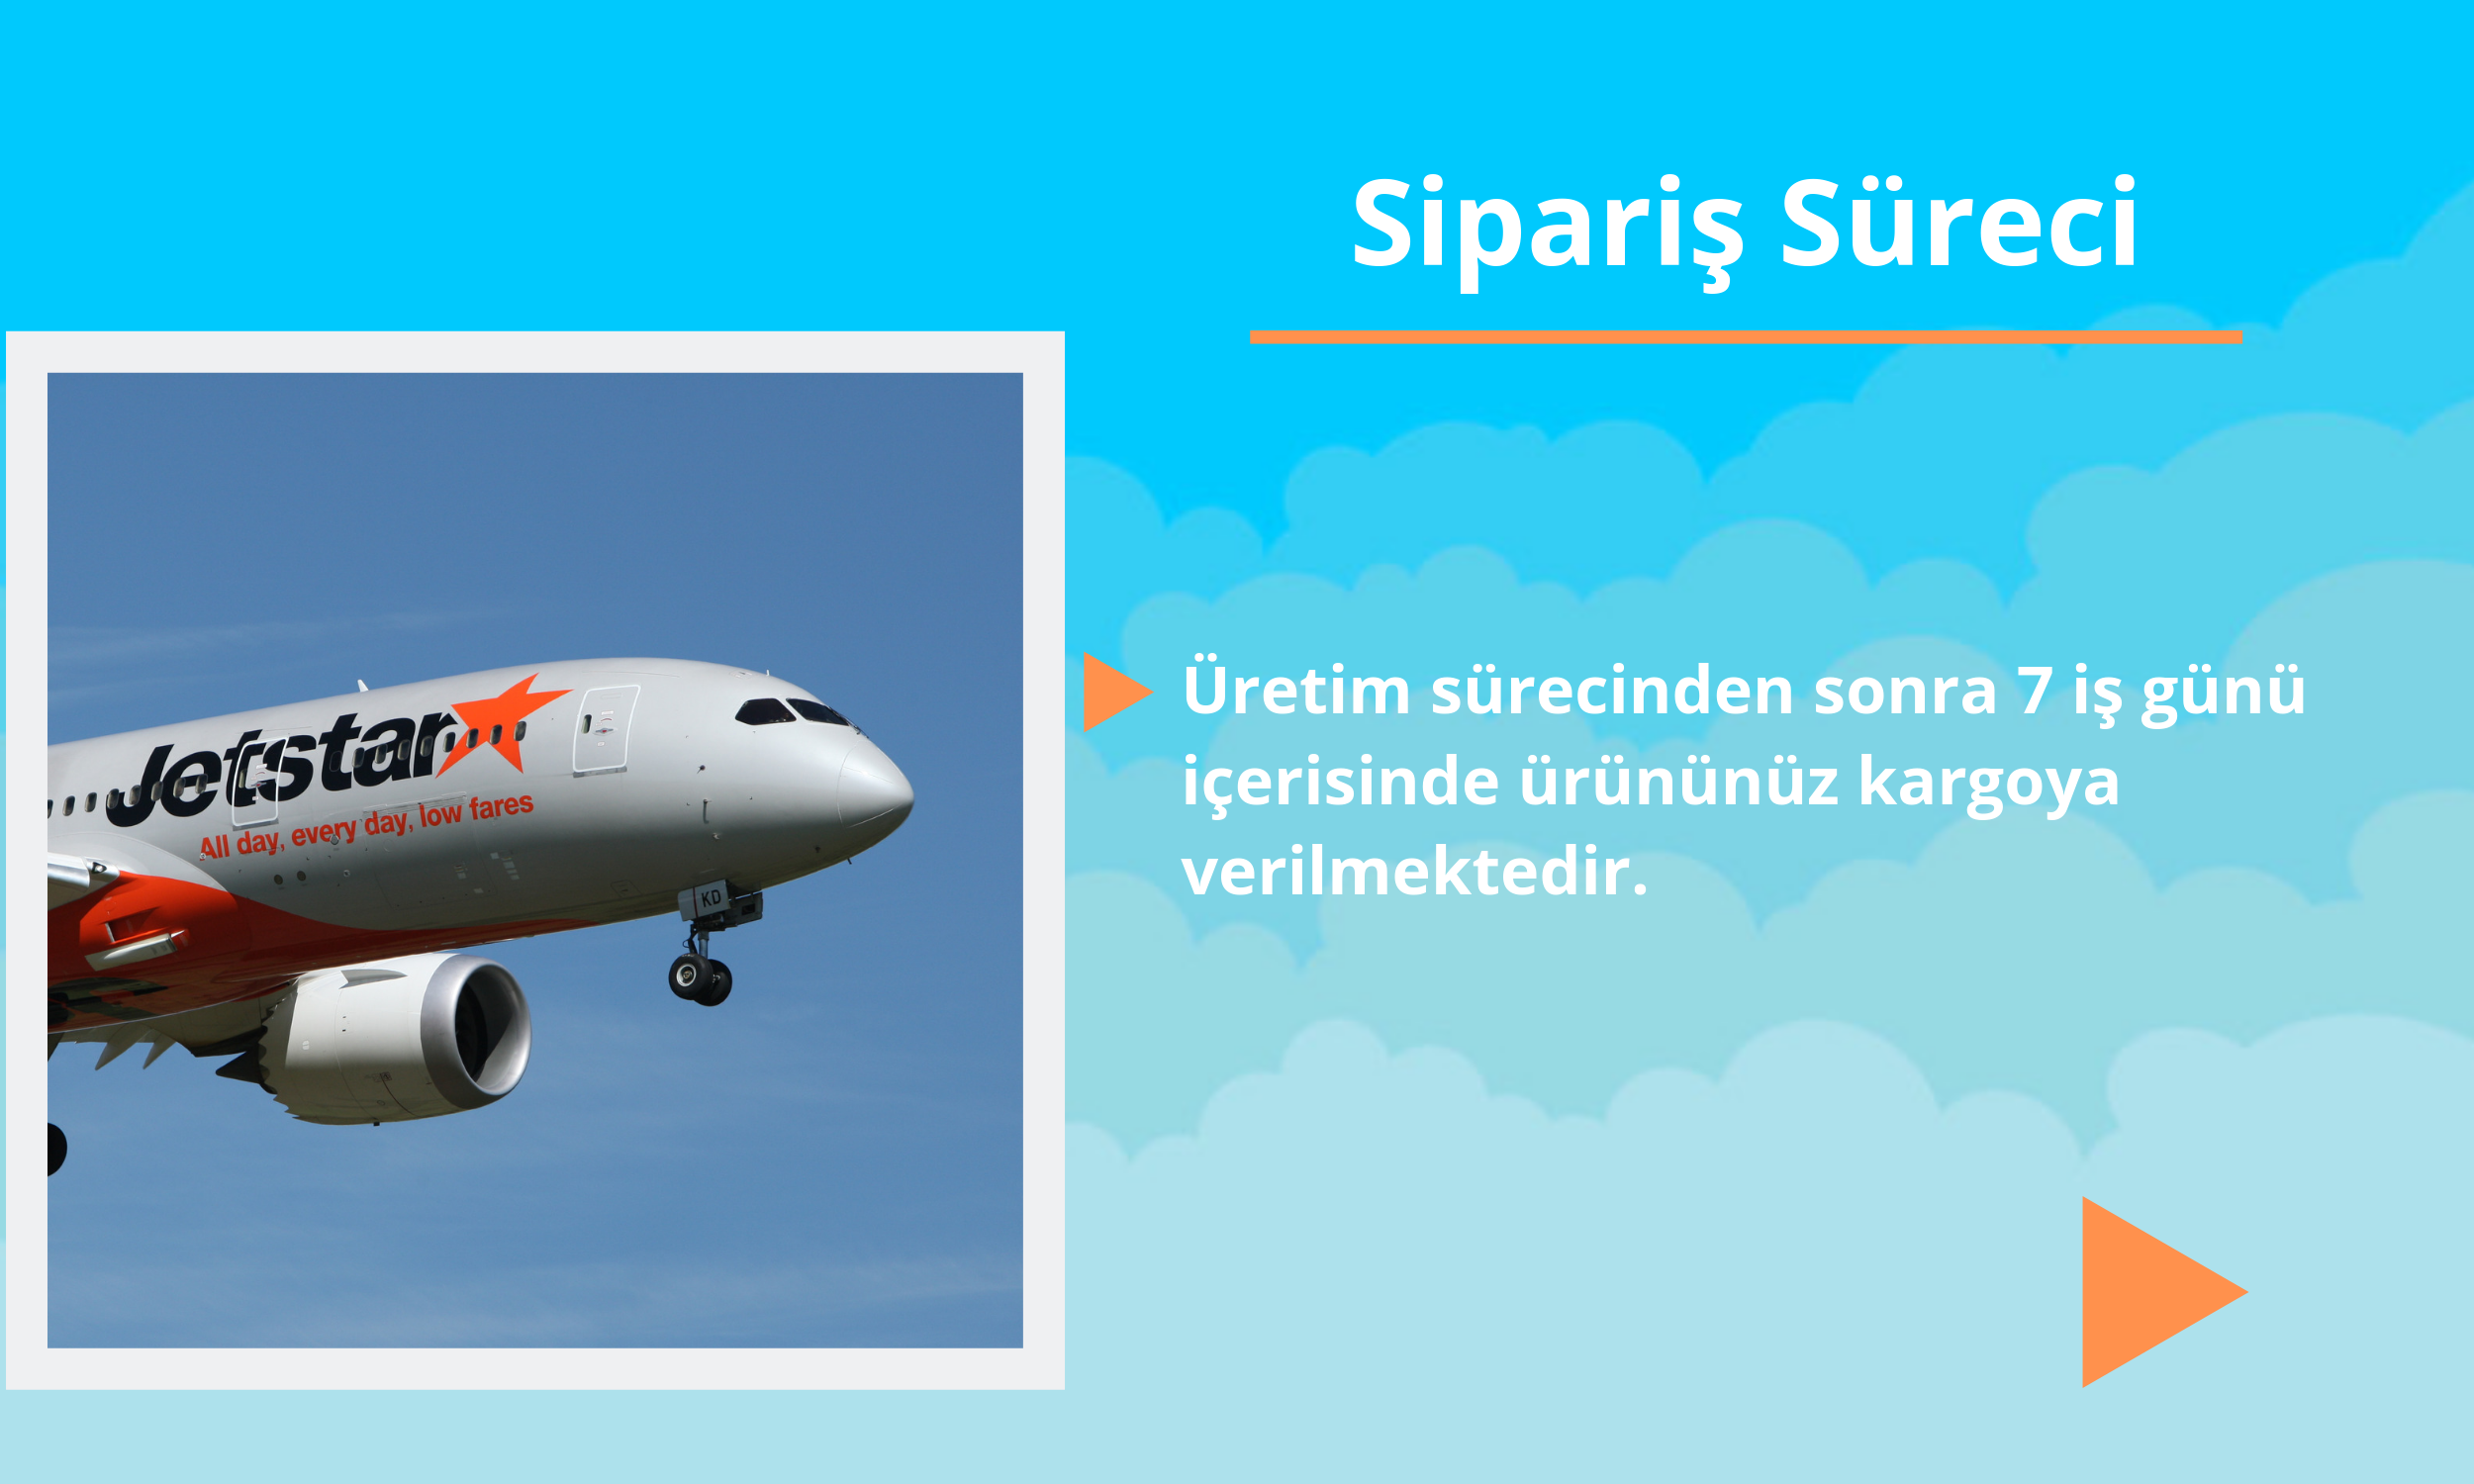 Sipariş Süreci
Jetstar
All day, every day, low fares
KD
Üretim sürecinden sonra 7 iş günü
içerisinde ürününüz kargoya
verilmektedir.